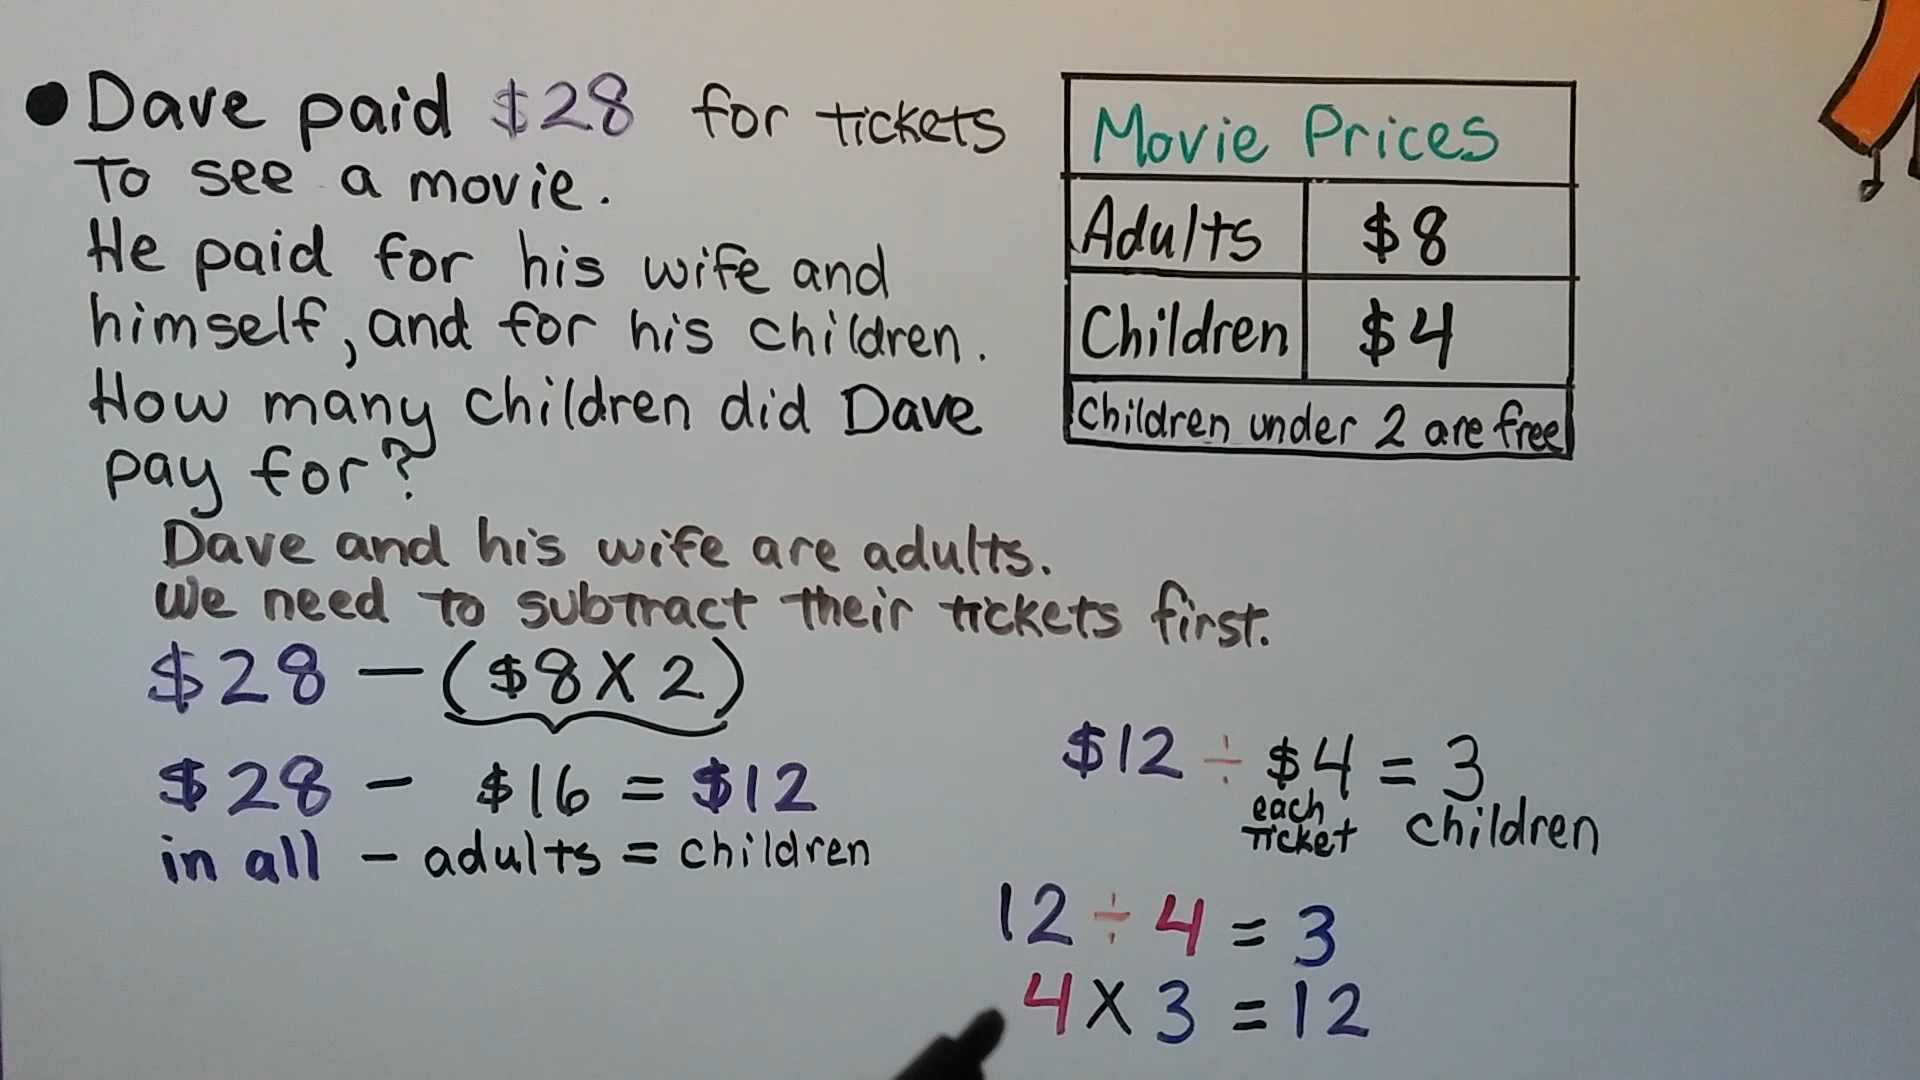 Dave paid $28 for tickets
to see a movie.
He paid for his wife and
himself, and for his children.
How many children did Dave
pay for?
Movie Prices
Adults $8
Children $4
Children under 2 are free
Dave and his wife are adults.
We need to subtract their tickets first.
$28 - ($8 X 2)
$28 - $16 = $12
in all - adults = children
$12 ÷ $4 = 3
each
ticket
children
12 ÷ 4 = 3
4 X 3 = 12